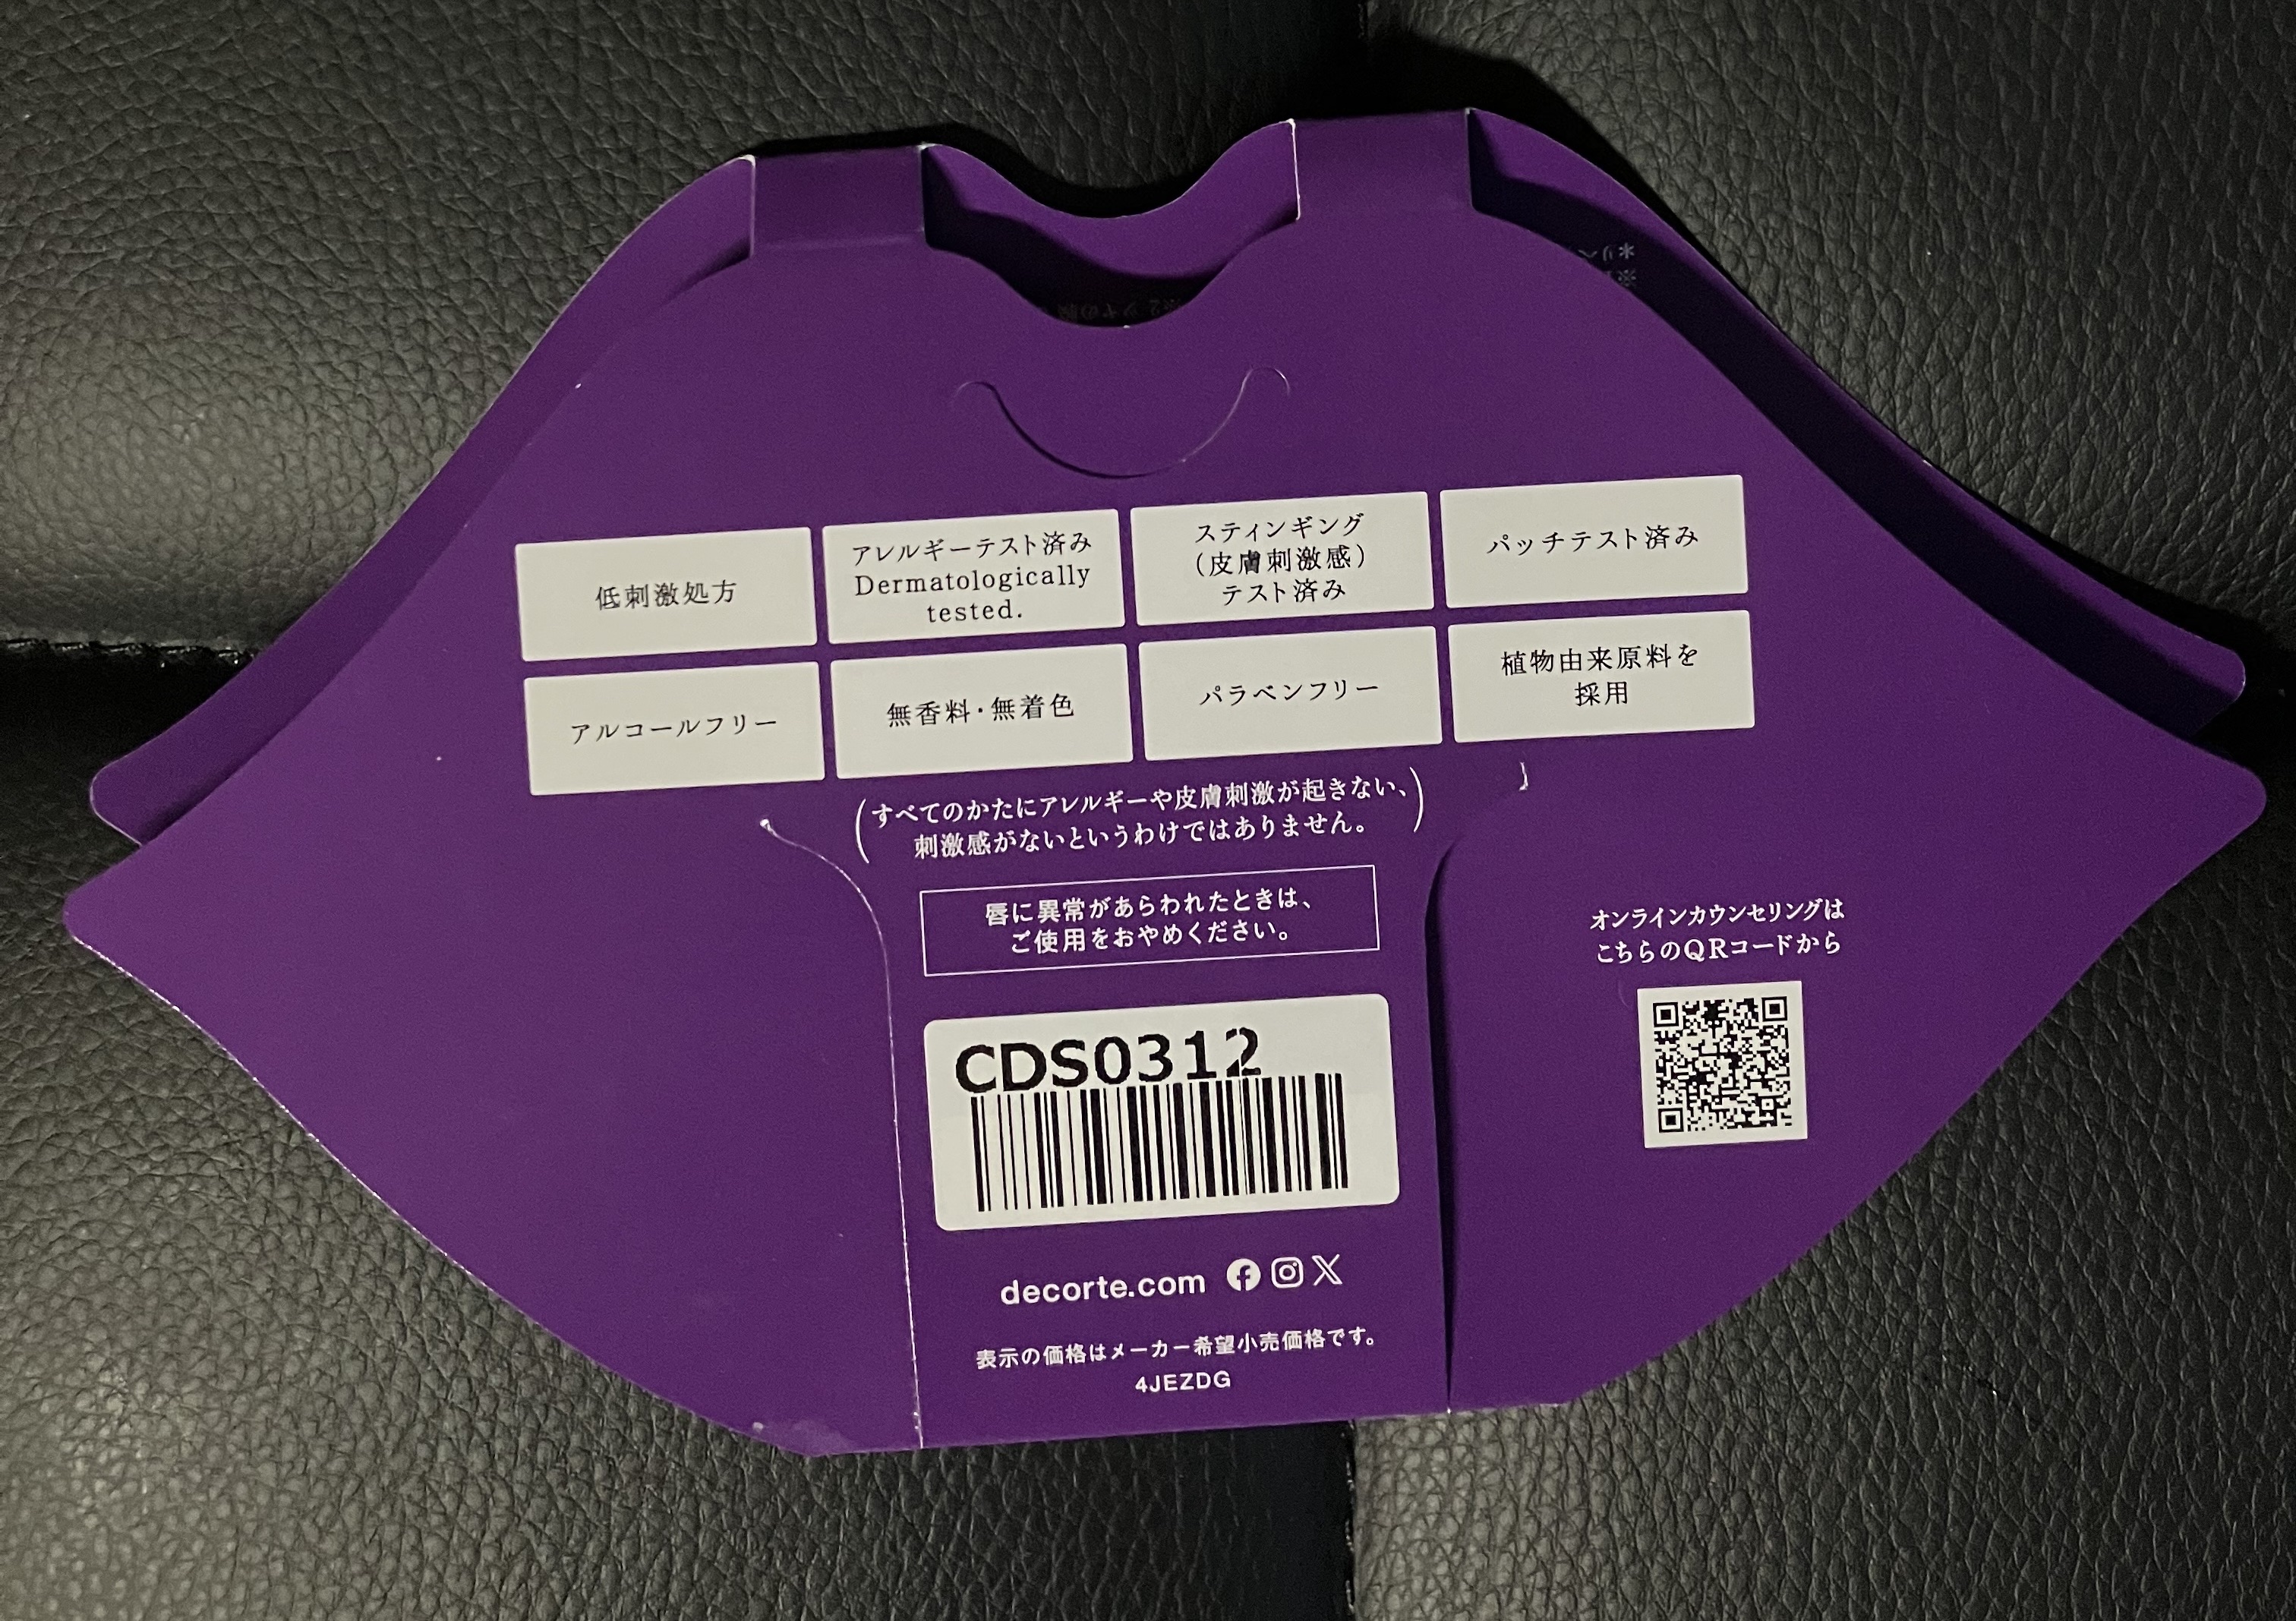 低刺激処方
アレルギーテスト済み
Dermatologically
tested.
スティンギング
(皮膚刺激感)
テスト済み
パッチテスト済み
アルコールフリー
無香料・無着色
パラベンフリー
植物由来原料を
採用
(すべてのかたにアレルギーや皮膚刺激が起きない、
刺激感がないというわけではありません。)
唇に異常があらわれたときは、
ご使用をおやめください。
オンラインカウンセリングは
こちらのQRコードから
CDS0312
decorte.com
表示の価格はメーカー希望小売価格です。
4JEZDG